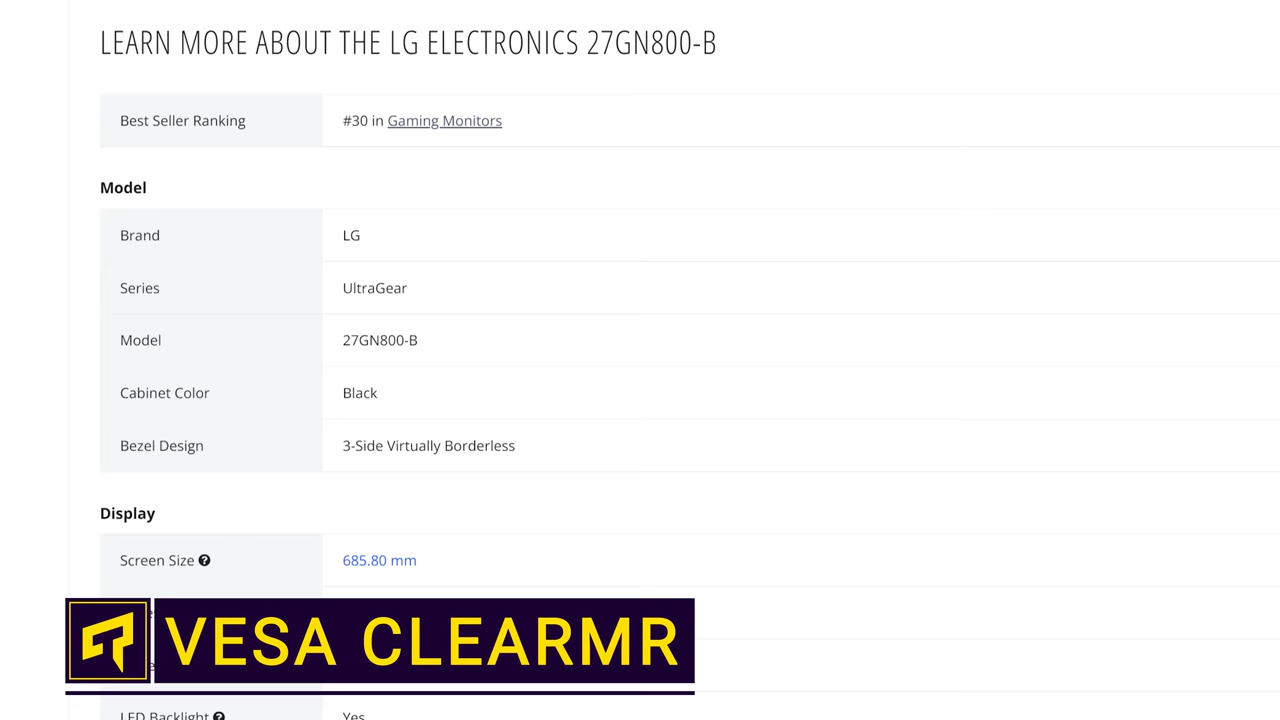 LEARN MORE ABOUT THE LG ELECTRONICS 27GN800-B
Best Seller Ranking #30 in Gaming Monitors
Model
Brand LG
Series UltraGear
Model 27GN800-B
Cabinet Color Black
Bezel Design 3-Side Virtually Borderless
Display
Screen Size 685.80 mm
VESA CLEARMR
LED Backlight Yes